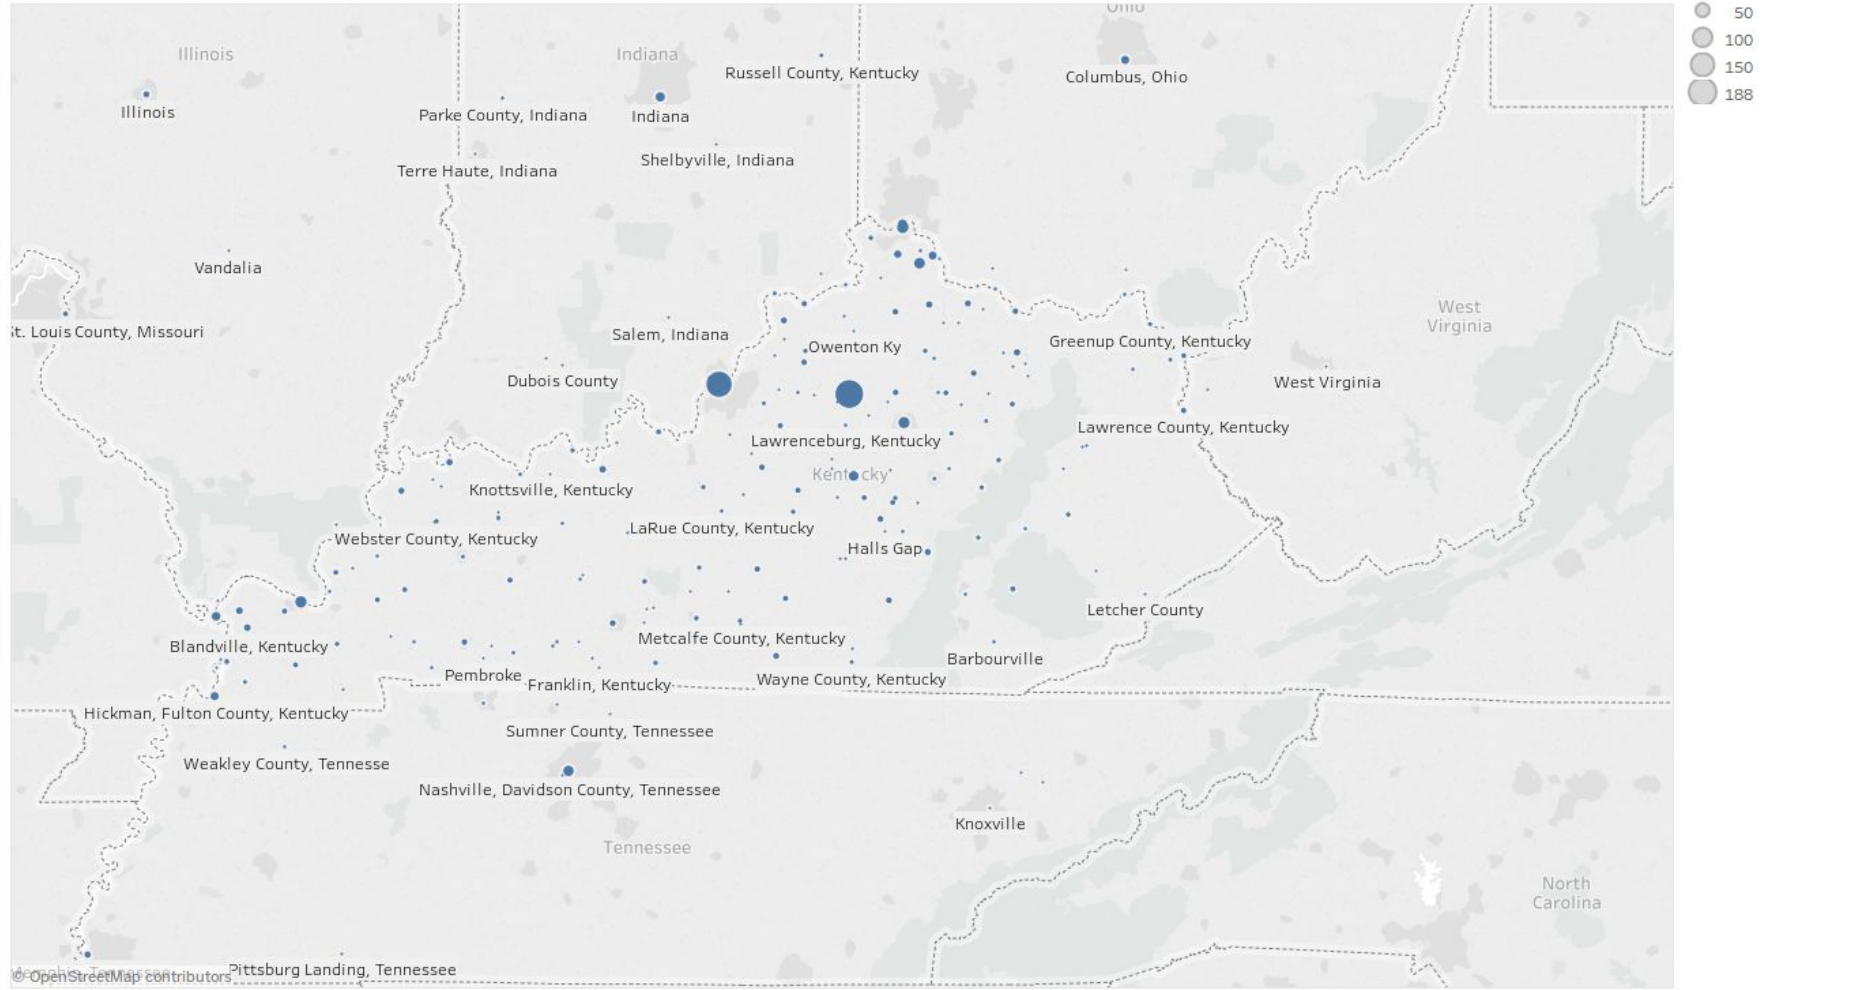 Ohio
50
Illinois
Indiana
Russell County, Kentucky
Columbus, Ohio
100
150
188
Illinois
Parke County, Indiana
Indiana
Shelbyville, Indiana
Terre Haute, Indiana
Vandalia
St. Louis County, Missouri
Salem, Indiana
Owenton Ky
Greenup County, Kentucky
West
Virginia
Dubois County
West Virginia
Lawrenceburg, Kentucky
Lawrence County, Kentucky
Kentucky
Knottsville, Kentucky
LaRue County, Kentucky
Webster County, Kentucky
Halls Gap
Letcher County
Blandville, Kentucky
Metcalfe County, Kentucky
Barbourville
Pembroke
Franklin, Kentucky
Wayne County, Kentucky
Hickman, Fulton County, Kentucky
Sumner County, Tennessee
Weakley County, Tennesse
Nashville, Davidson County, Tennessee
Knoxville
Tennessee
North
Carolina
Memphis, Tennessee
Pittsburg Landing, Tennessee
© OpenStreetMap contributors